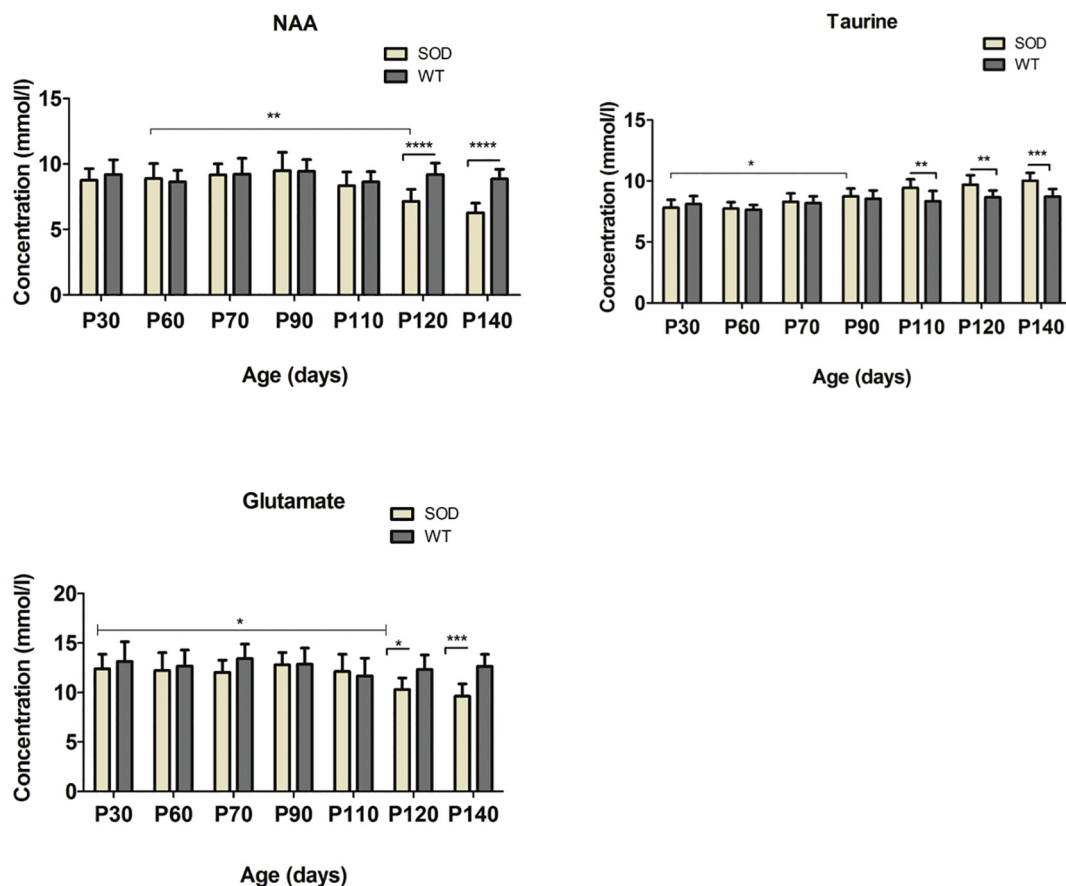 NAA
SOD
WT
Concentration (mmol/l)
15
10
5
0
**
****
****
P30 P60 P70 P90 P110 P120 P140
Age (days)
Taurine
SOD
WT
Concentration (mmol/l)
15
10
5
0
*
**
**
***
P30 P60 P70 P90 P110 P120 P140
Age (days)
Glutamate
SOD
WT
Concentration (mmol/l)
20
15
10
5
0
*
*
***
P30 P60 P70 P90 P110 P120 P140
Age (days)